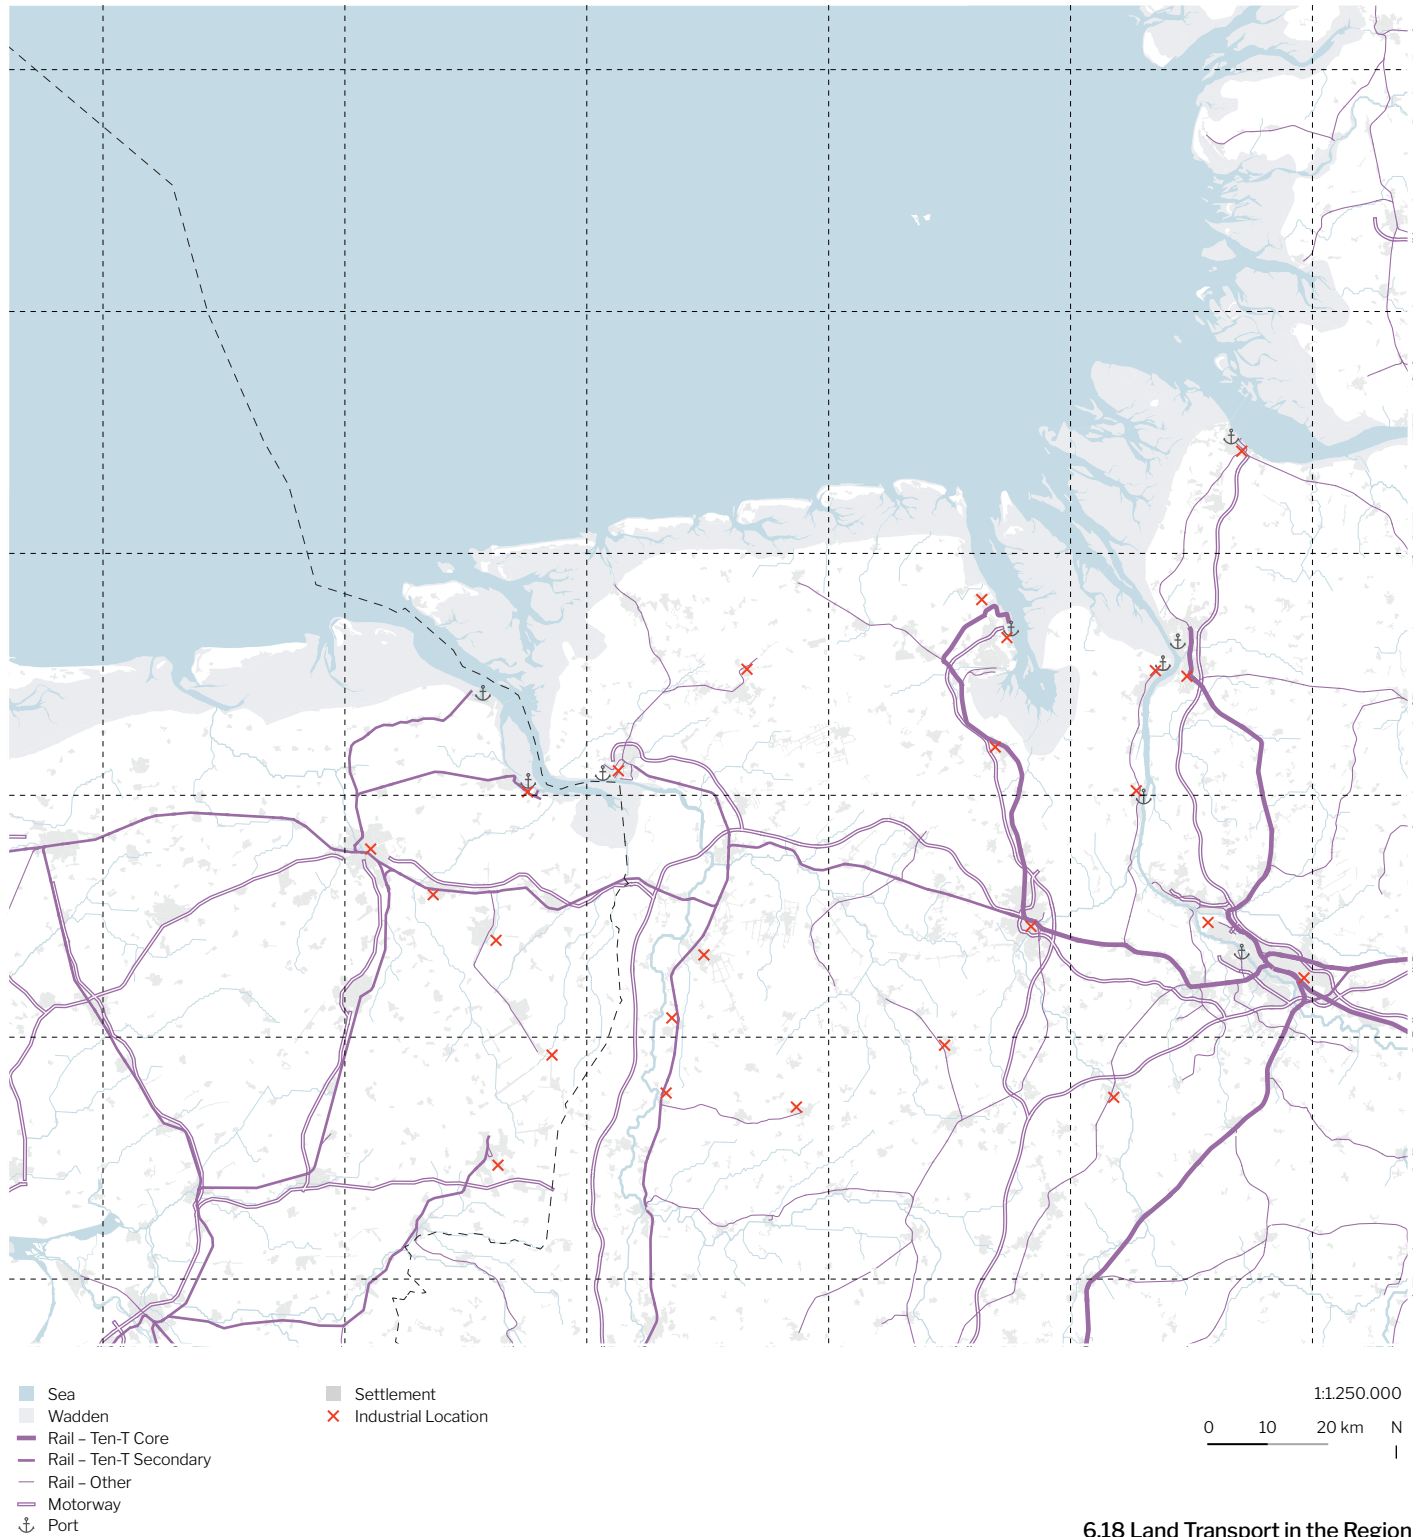 Sea
Wadden
Rail – Ten-T Core
Rail – Ten-T Secondary
Rail – Other
Motorway
Port
Settlement
Industrial Location
1:1.250.000
0 10 20 km N
6.18 Land Transport in the Region